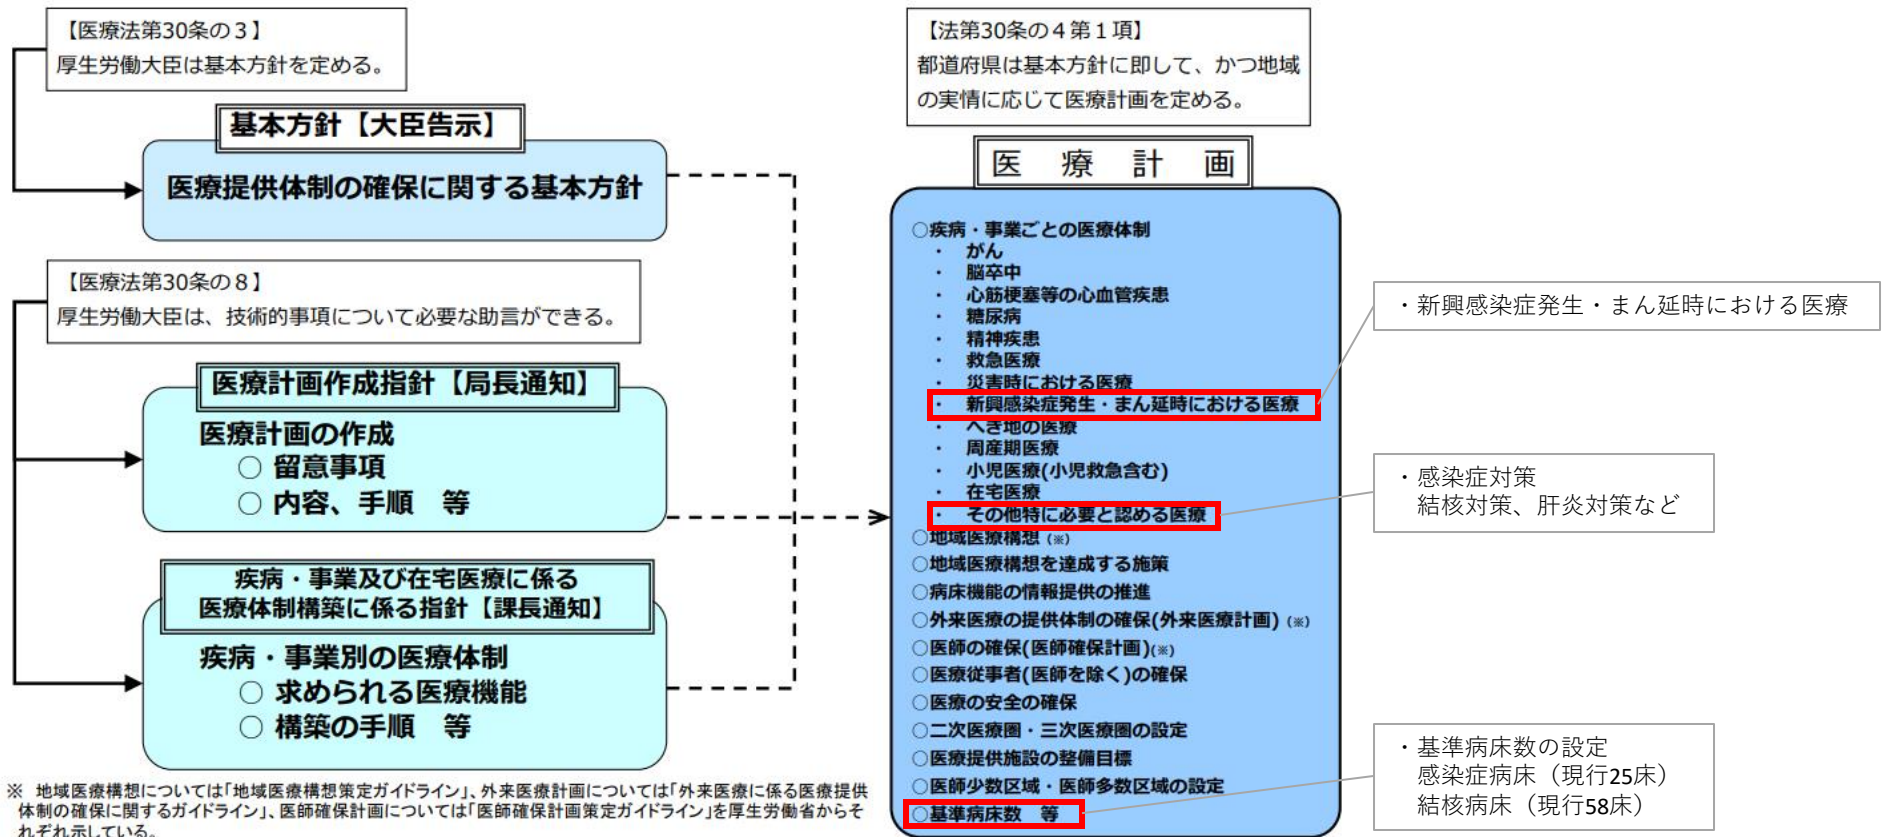 【医療法第30条の３】
厚生労働大臣は基本方針を定める。
基本方針【大臣告示】
医療提供体制の確保に関する基本方針
【医療法第30条の８】
厚生労働大臣は、技術的事項について必要な助言ができる。
医療計画作成指針【局長通知】
医療計画の作成
○ 留意事項
○ 内容、手順　等
疾病・事業及び在宅医療に係る
医療体制構築に係る指針【課長通知】
疾病・事業別の医療体制
○ 求められる医療機能
○ 構築の手順　等
※　地域医療構想については「地域医療構想策定ガイドライン」、外来医療計画については「外来医療に係る医療提供
体制の確保に関するガイドライン」、医師確保計画については「医師確保計画策定ガイドライン」を厚生労働省からそ
れぞれ示している。
【法第30条の４第１項】
都道府県は基本方針に即して、かつ地域
の実情に応じて医療計画を定める。
医　療　計　画
○疾病・事業ごとの医療体制
・　がん
・　脳卒中
・　心筋梗塞等の心血管疾患
・　糖尿病
・　精神疾患
・　救急医療
・　災害時における医療
・　新興感染症発生・まん延時における医療
・　へき地の医療
・　周産期医療
・　小児医療(小児救急含む)
・　在宅医療
・　その他特に必要と認める医療
○地域医療構想（※）
○地域医療構想を達成する施策
○病床機能の情報提供の推進
○外来医療の提供体制の確保(外来医療計画)（※）
○医師の確保(医師確保計画)(※)
○医療従事者(医師を除く)の確保
○医療の安全の確保
○二次医療圏・三次医療圏の設定
○医療提供施設の整備目標
○医師少数区域・医師多数区域の設定
○基準病床数　等
・新興感染症発生・まん延時における医療
・感染症対策
結核対策、肝炎対策など
・基準病床数の設定
感染症病床（現行25床）
結核病床（現行58床）